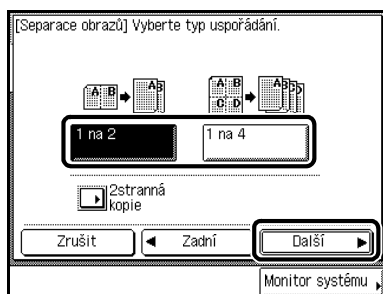 [Separace obrazů] Vyberte typ uspořádání.
A B A B
A B C D A B C D
1 na 2
1 na 4
2stranná
kopie
Zrušit
Zadní
Další
Monitor systému